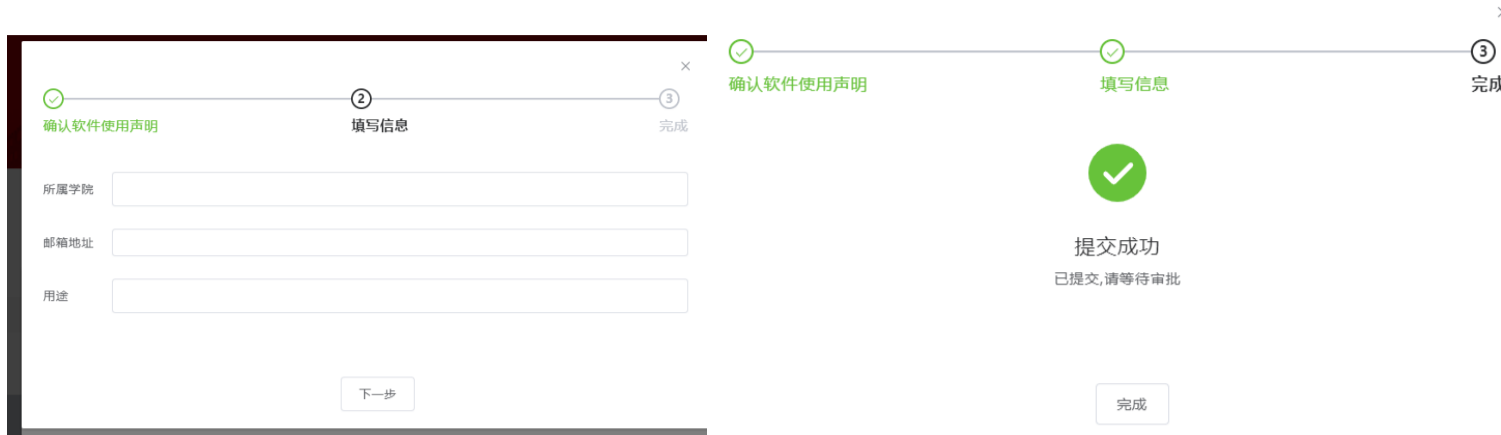 2
3
确认软件使用声明
填写信息
完成
所属学院
邮箱地址
用途
下一步
3
确认软件使用声明
填写信息
完成
提交成功
已提交,请等待审批
完成